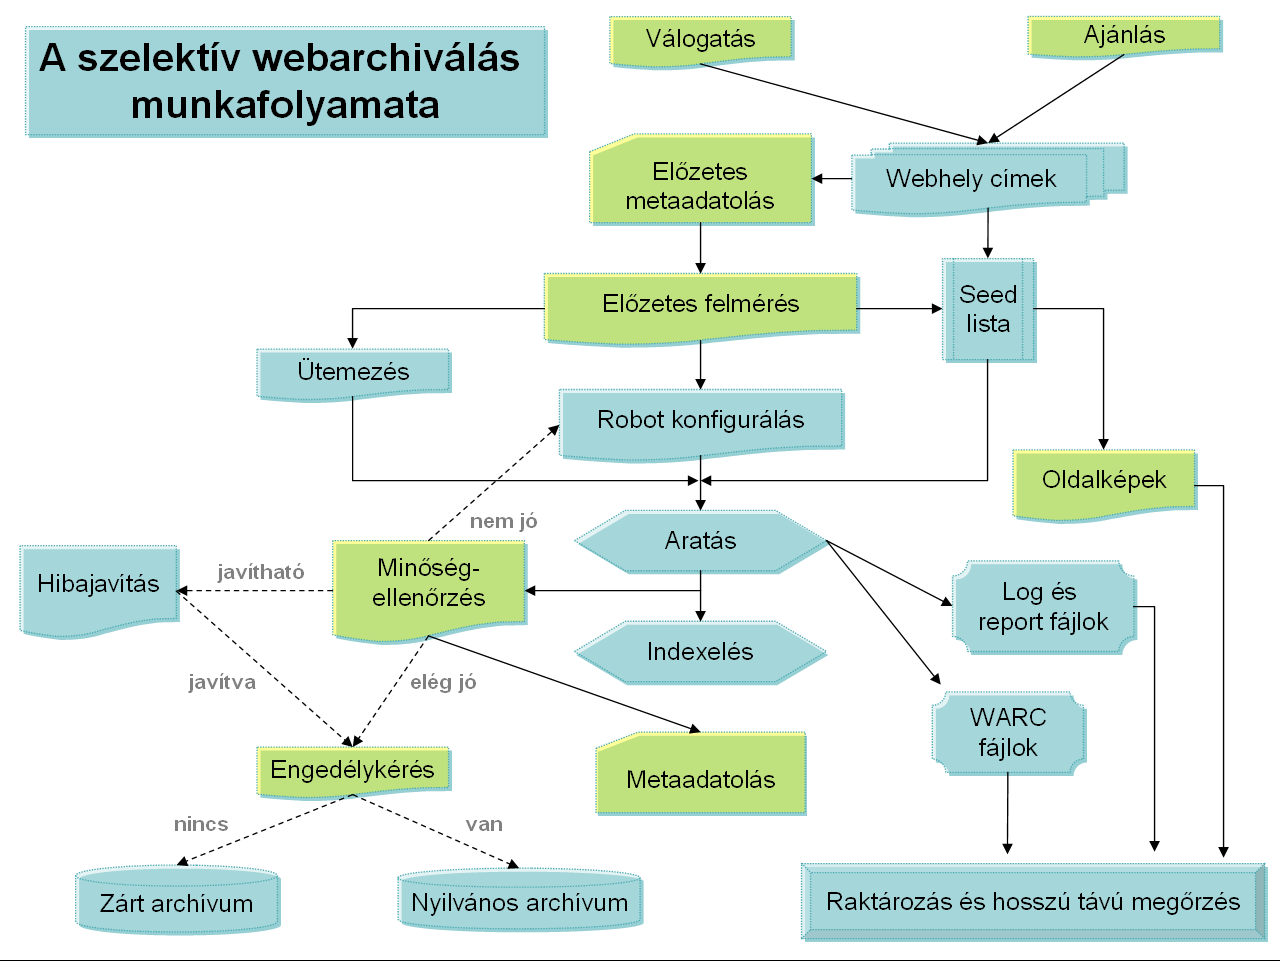 A szelektív webarchiválás
munkafolyamata
Válogatás
Ajánlás
Előzetes
metaadatolás
Webhely címek
Előzetes felmérés
Seed
lista
Ütemezés
Robot konfigurálás
Oldalképek
nem jó
Aratás
Hibajavítás
javítható
Minőség-
ellenőrzés
Log és
report fájlok
Indexelés
javítva
elég jó
WARC
fájlok
Engedélykérés
Metaadatolás
nincs
van
Zárt archívum
Nyilvános archívum
Raktározás és hosszú távú megőrzés